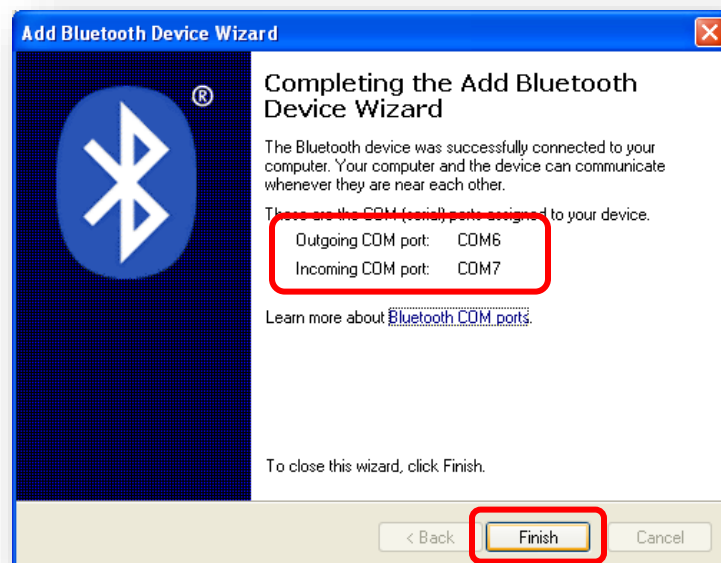 Add Bluetooth Device Wizard
®
Completing the Add Bluetooth
Device Wizard
The Bluetooth device was successfully connected to your
computer. Your computer and the device can communicate
whenever they are near each other.
These are the COM (serial) ports assigned to your device.
Outgoing COM port: COM6
Incoming COM port: COM7
Learn more about Bluetooth COM ports.
To close this wizard, click Finish.
< Back Finish Cancel